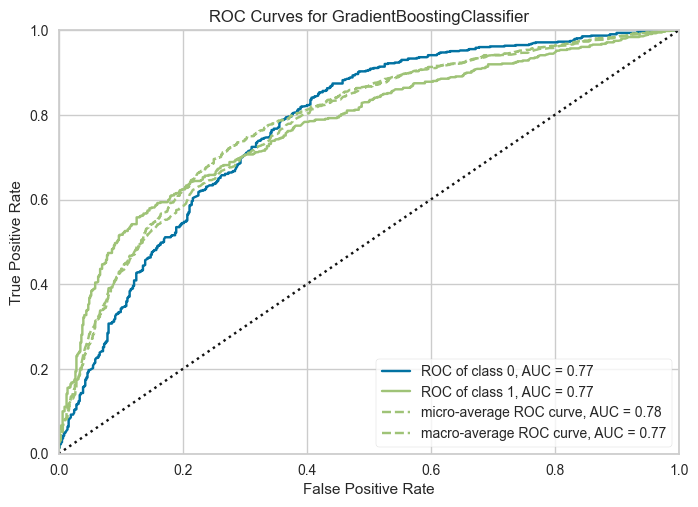 ROC Curves for GradientBoostingClassifier
True Positive Rate
1.0
0.8
0.6
0.4
0.2
0.0
ROC of class 0, AUC = 0.77
ROC of class 1, AUC = 0.77
micro-average ROC curve, AUC = 0.78
macro-average ROC curve, AUC = 0.77
0.0 0.2 0.4 0.6 0.8 1.0
False Positive Rate